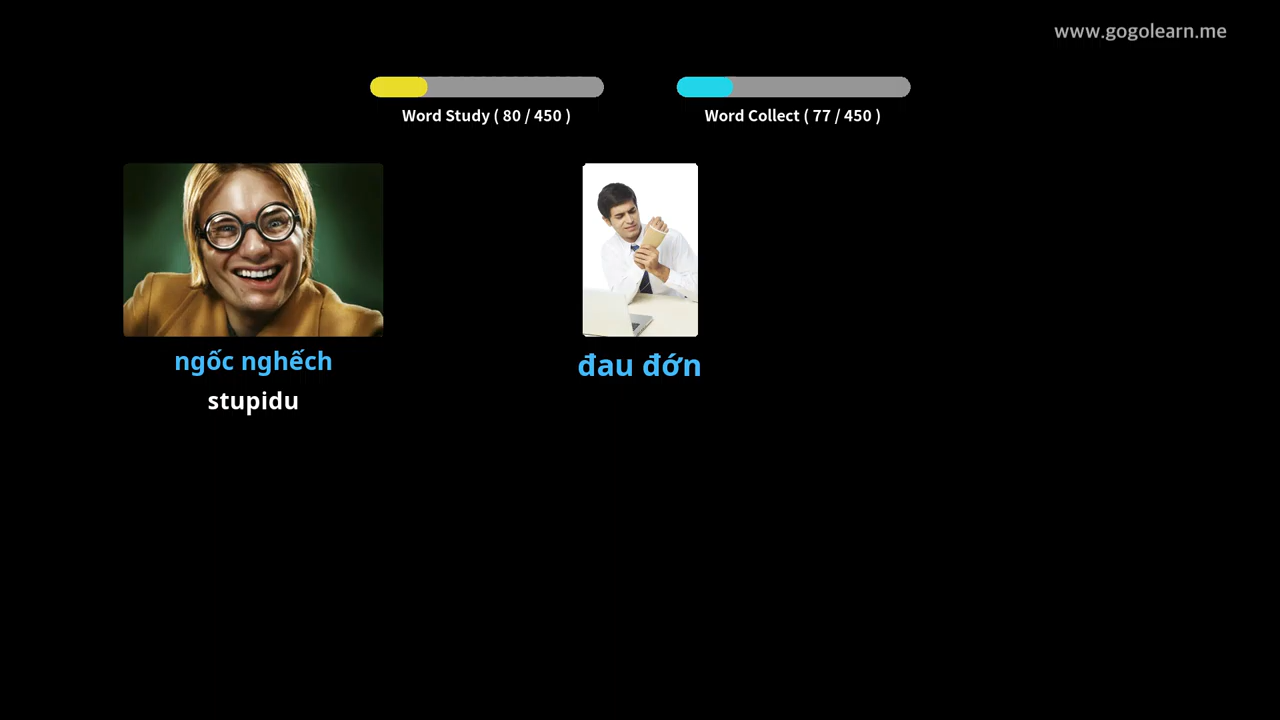 www.gogolearn.me
Word Study ( 80 / 450 )
Word Collect ( 77 / 450 )
ngốc nghếch
stupidu
đau đớn